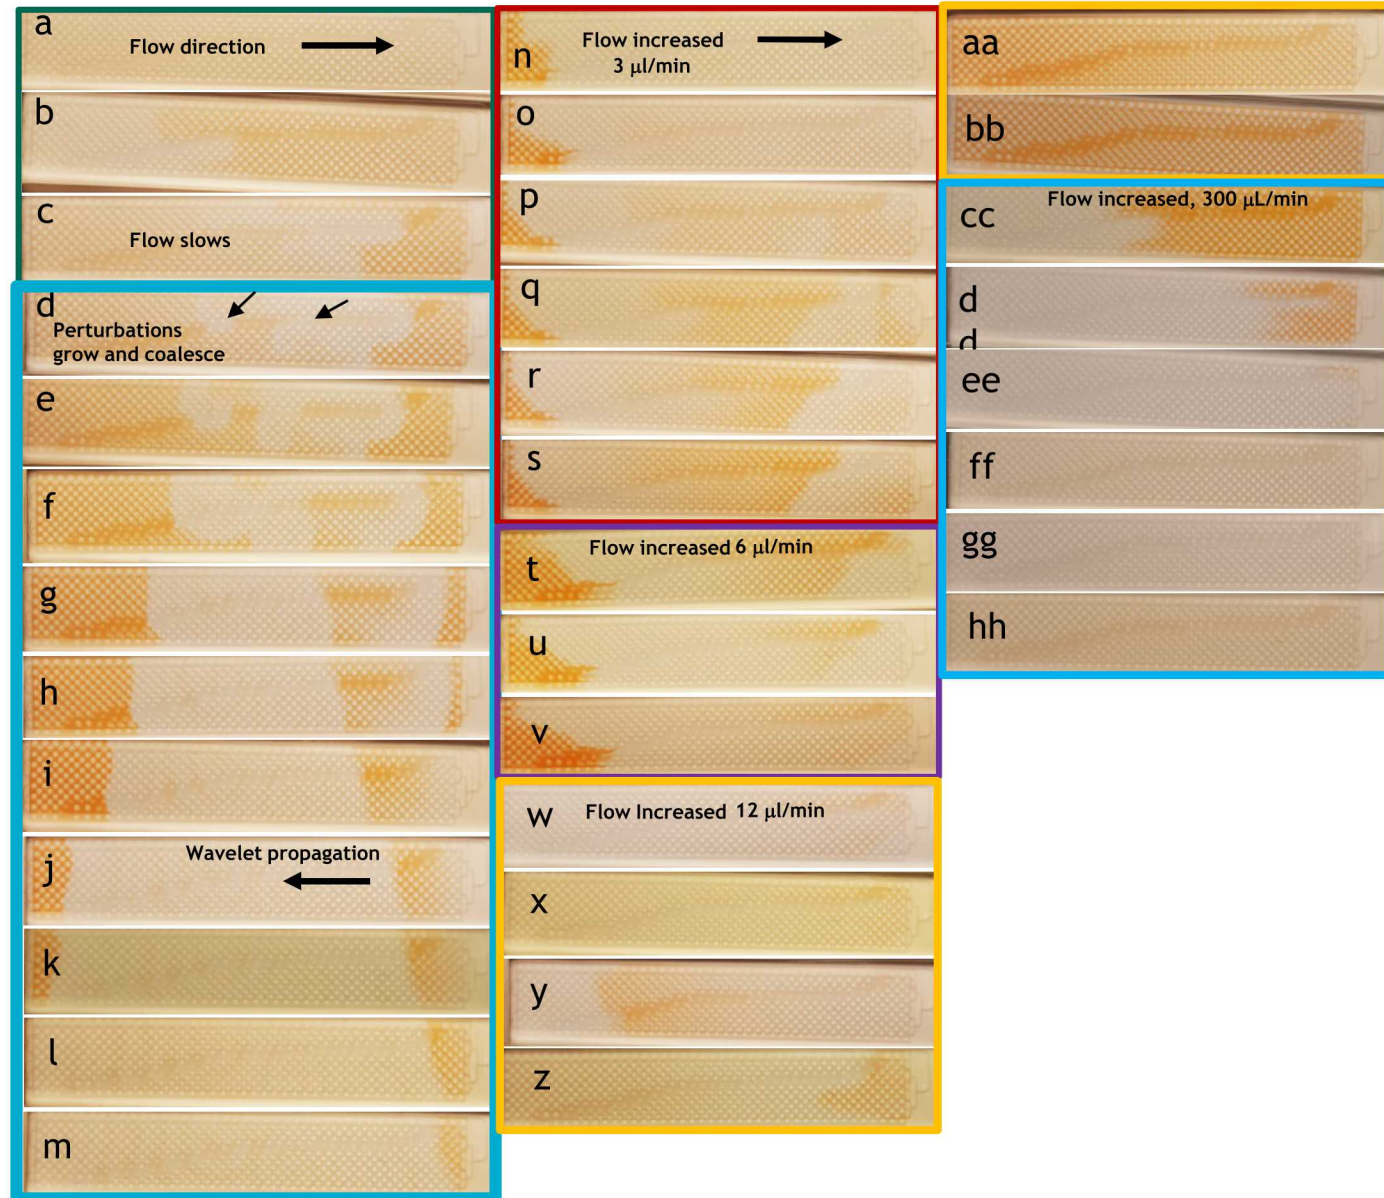 a
Flow direction
b
c
Flow slows
d
Perturbations
grow and coalesce
e
f
g
h
i
j
Wavelet propagation
k
l
m
n
Flow increased
3 μl/min
o
p
q
r
s
t
Flow increased 6 μl/min
u
v
w
Flow Increased 12 μl/min
x
y
z
aa
bb
cc
Flow increased, 300 μL/min
d
d
ee
ff
gg
hh